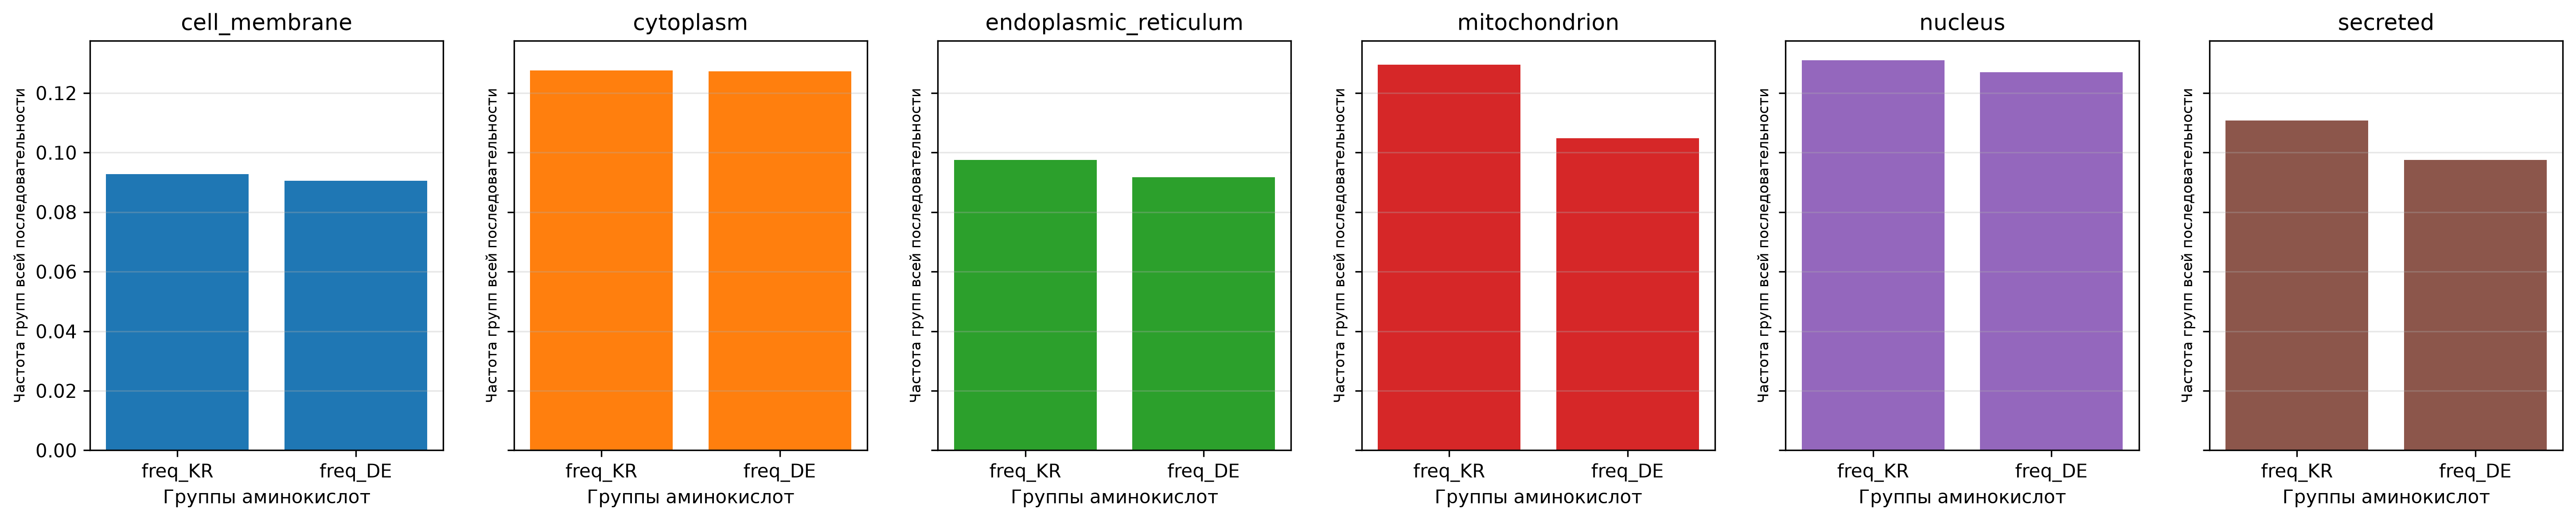 cell_membrane
cytoplasm
endoplasmic_reticulum
mitochondrion
nucleus
secreted
Частота групп всей последовательности
0.12
0.10
0.08
0.06
0.04
0.02
0.00
freq_KR freq_DE
Группы аминокислот
Частота групп всей последовательности
freq_KR freq_DE
Группы аминокислот
Частота групп всей последовательности
freq_KR freq_DE
Группы аминокислот
Частота групп всей последовательности
freq_KR freq_DE
Группы аминокислот
Частота групп всей последовательности
freq_KR freq_DE
Группы аминокислот
Частота групп всей последовательности
freq_KR freq_DE
Группы аминокислот